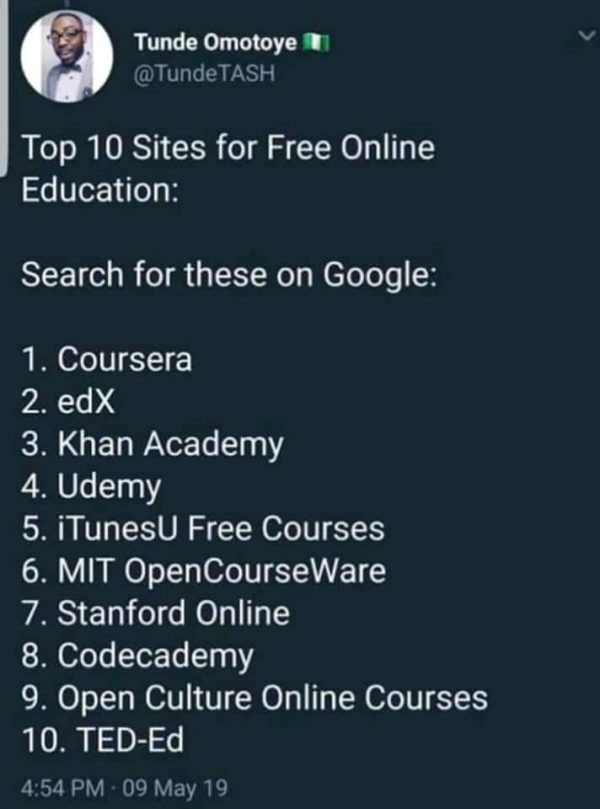 Tunde Omotoye 🇳🇬
@TundeTASH
Top 10 Sites for Free Online
Education:
Search for these on Google:
1. Coursera
2. edX
3. Khan Academy
4. Udemy
5. iTunesU Free Courses
6. MIT OpenCourseWare
7. Stanford Online
8. Codecademy
9. Open Culture Online Courses
10. TED-Ed
4:54 PM · 09 May 19